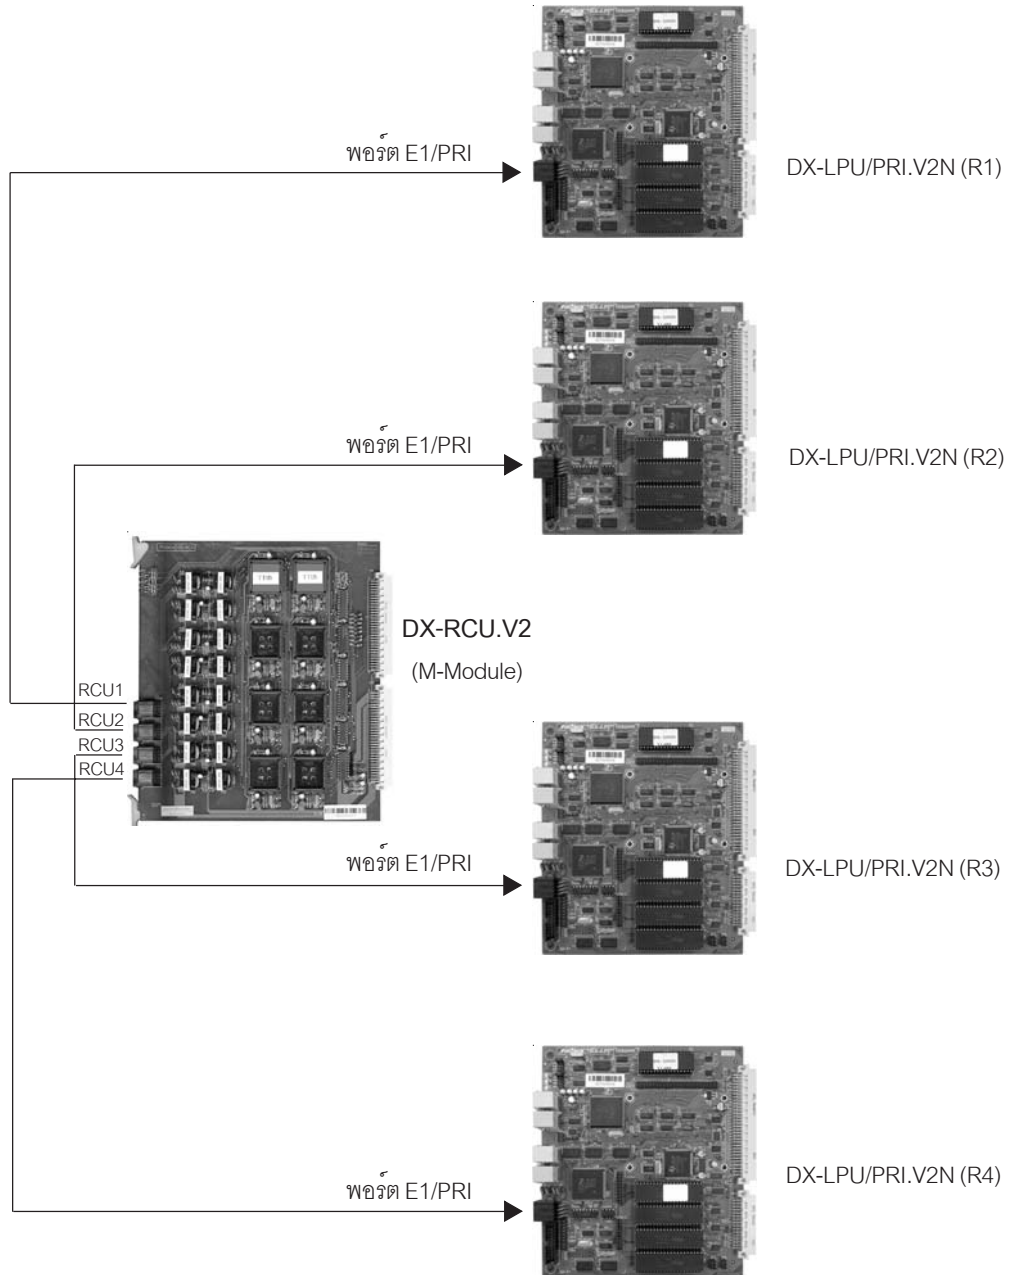 พอร์ต E1/PRI
DX-LPU/PRI.V2N (R1)
พอร์ต E1/PRI
DX-LPU/PRI.V2N (R2)
DX-RCU.V2
(M-Module)
RCU1
RCU2
RCU3
RCU4
พอร์ต E1/PRI
DX-LPU/PRI.V2N (R3)
พอร์ต E1/PRI
DX-LPU/PRI.V2N (R4)